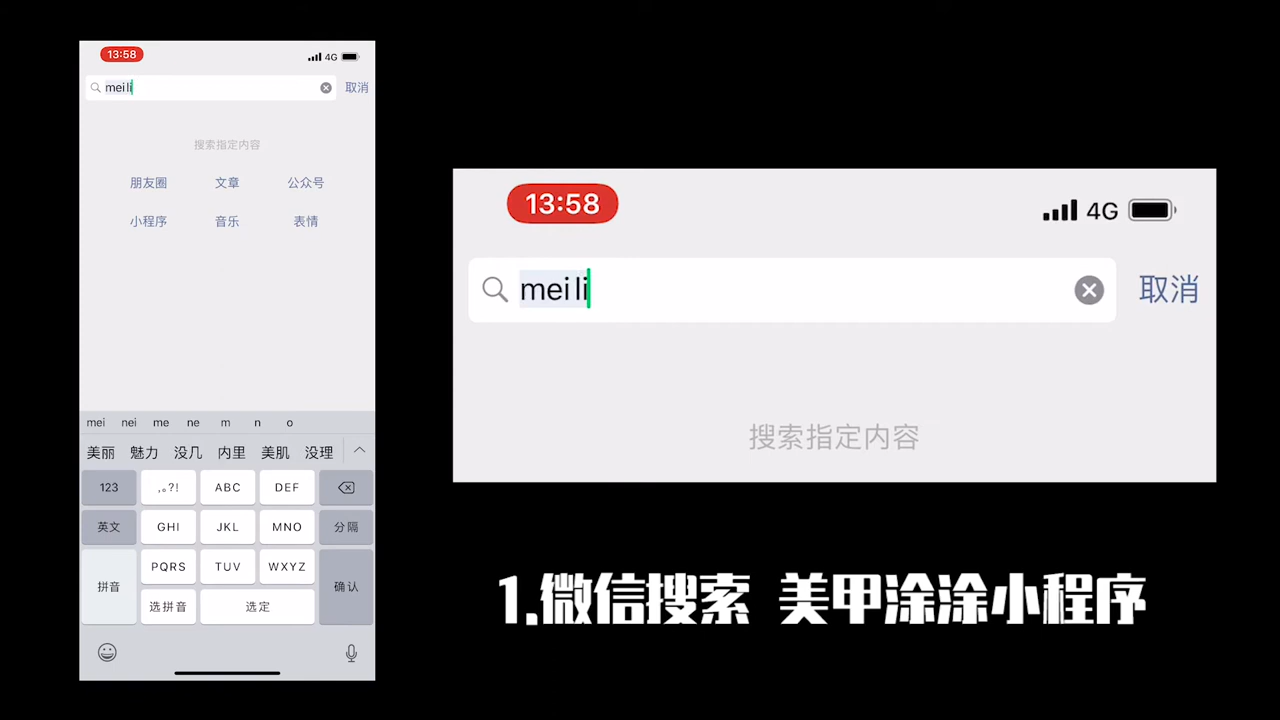 13:58
4G
mei li
取消
搜索指定内容
朋友圈 文章 公众号
小程序 音乐 表情
mei nei me ne m n o
美丽 魅力 没几 内里 美肌 没理
123 ,。?! ABC DEF
英文 GHI JKL MNO 分隔
拼音 PQRS TUV WXYZ 确认
选拼音 选定
13:58
4G
mei li
取消
搜索指定内容
1.微信搜索 美甲涂涂小程序